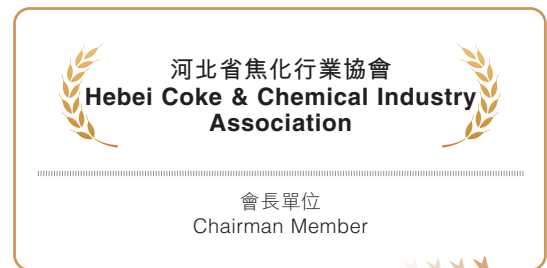 河北省焦化行業協會
Hebei Coke & Chemical Industry
Association
會長單位
Chairman Member